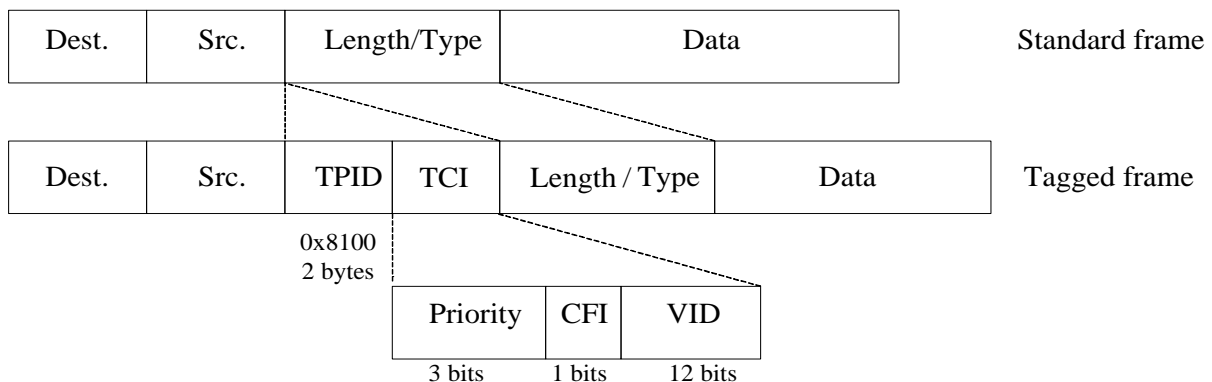 Dest. Src. Length/Type Data Standard frame
Dest. Src. TPID TCI Length / Type Data Tagged frame
0x8100
2 bytes
Priority CFI VID
3 bits 1 bits 12 bits